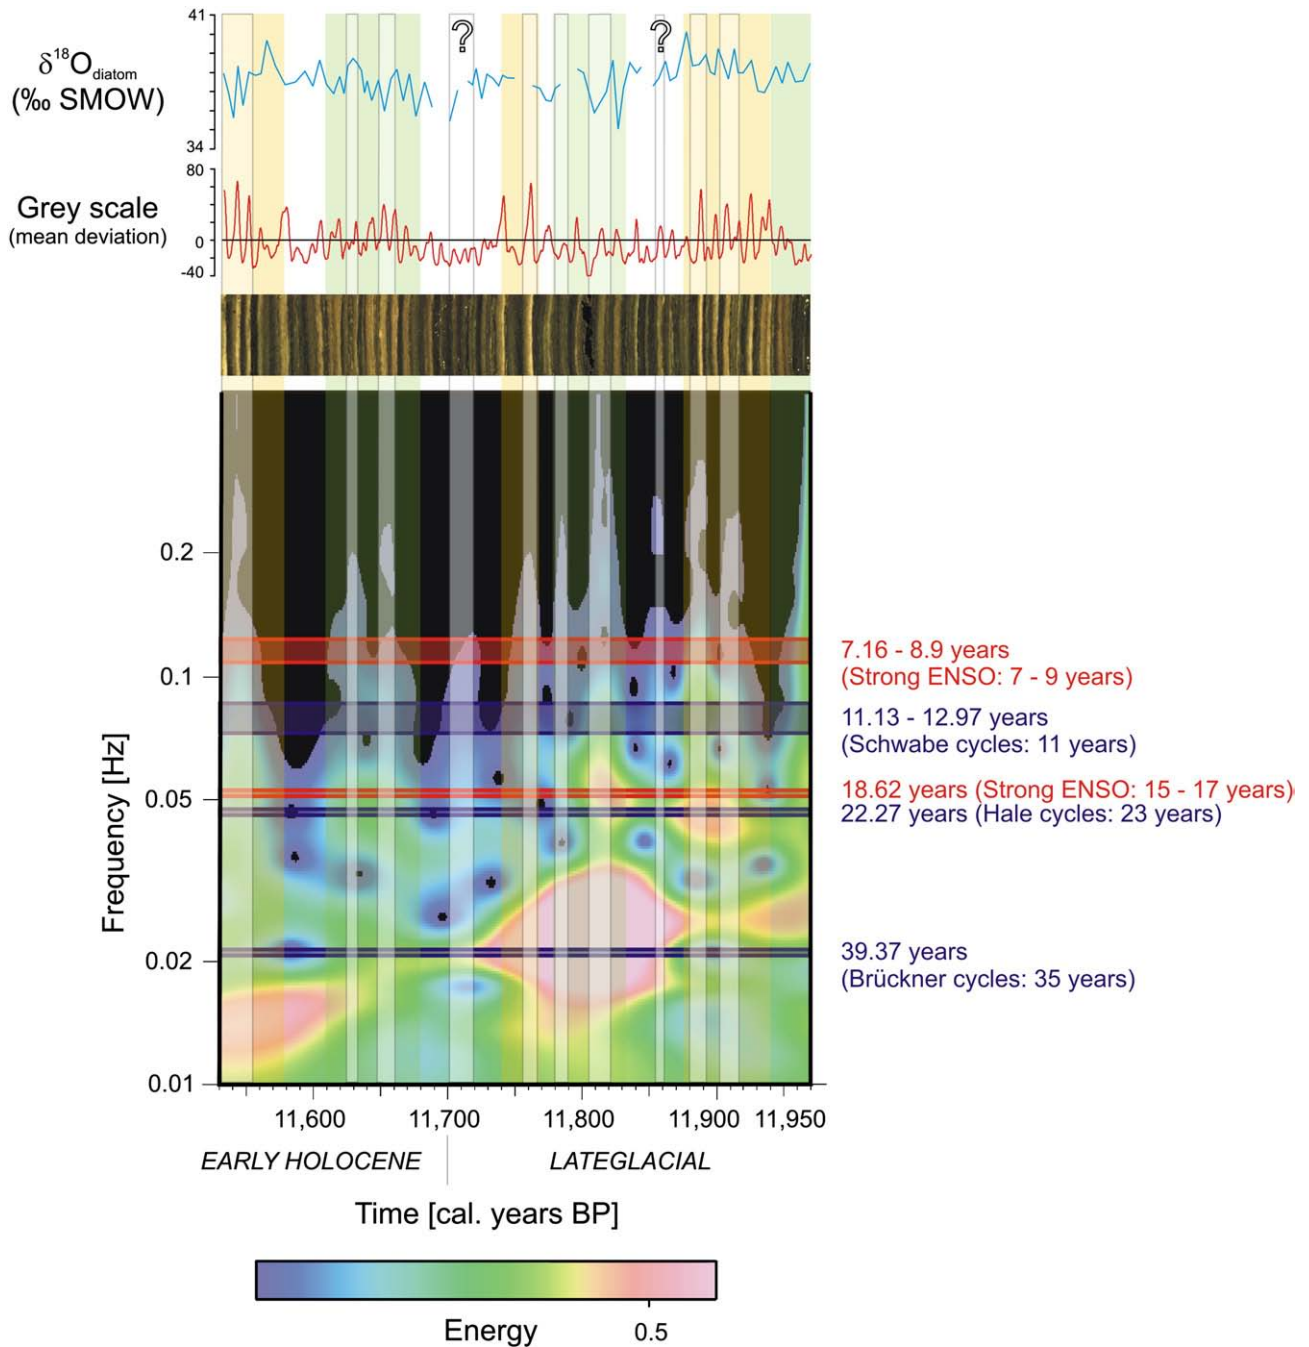 41
?
?
δ18Odiatom
(‰ SMOW)
34
80
Grey scale
(mean deviation)
0
-40
0.2
7.16 - 8.9 years
(Strong ENSO: 7 - 9 years)
0.1
11.13 - 12.97 years
(Schwabe cycles: 11 years)
18.62 years (Strong ENSO: 15 - 17 years)
0.05
22.27 years (Hale cycles: 23 years)
Frequency [Hz]
39.37 years
(Brückner cycles: 35 years)
0.02
0.01
11,600 11,700 11,800 11,900 11,950
EARLY HOLOCENE LATEGLACIAL
Time [cal. years BP]
Energy 0.5